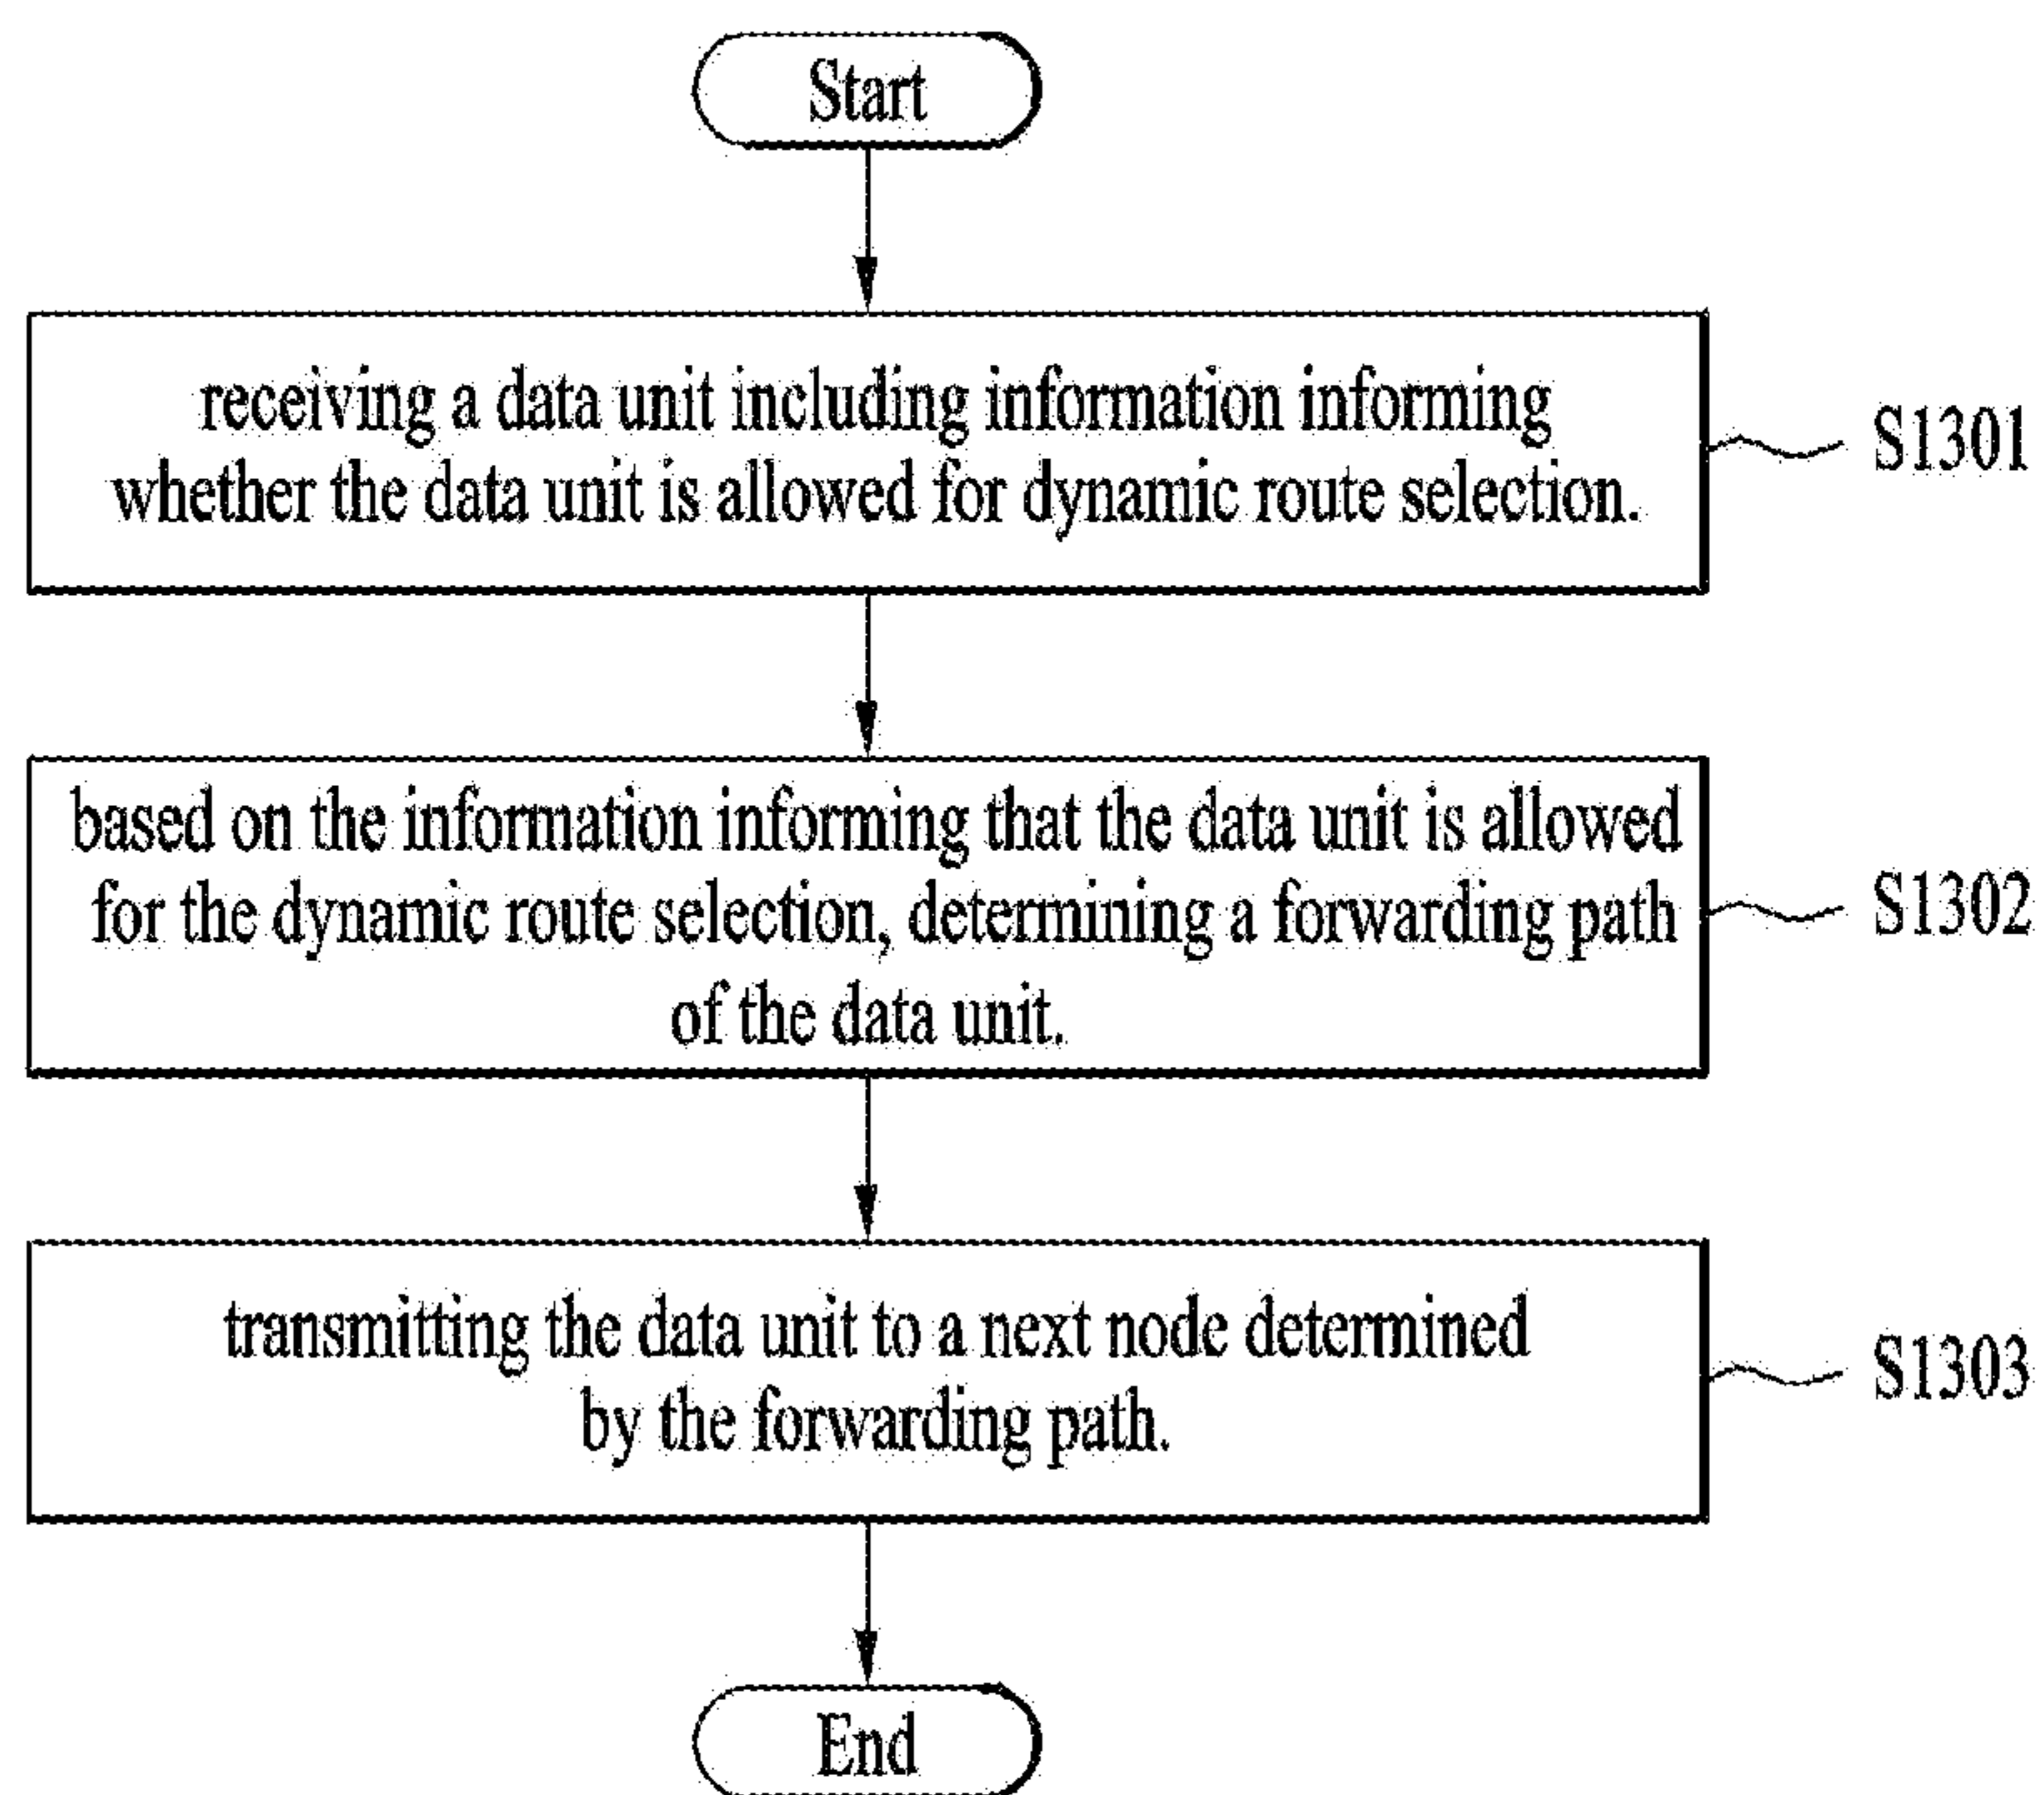 Start
receiving a data unit including information informing
whether the data unit is allowed for dynamic route selection.
S1301
based on the information informing that the data unit is allowed
for the dynamic route selection, determining a forwarding path
of the data unit.
S1302
transmitting the data unit to a next node determined
by the forwarding path.
S1303
End